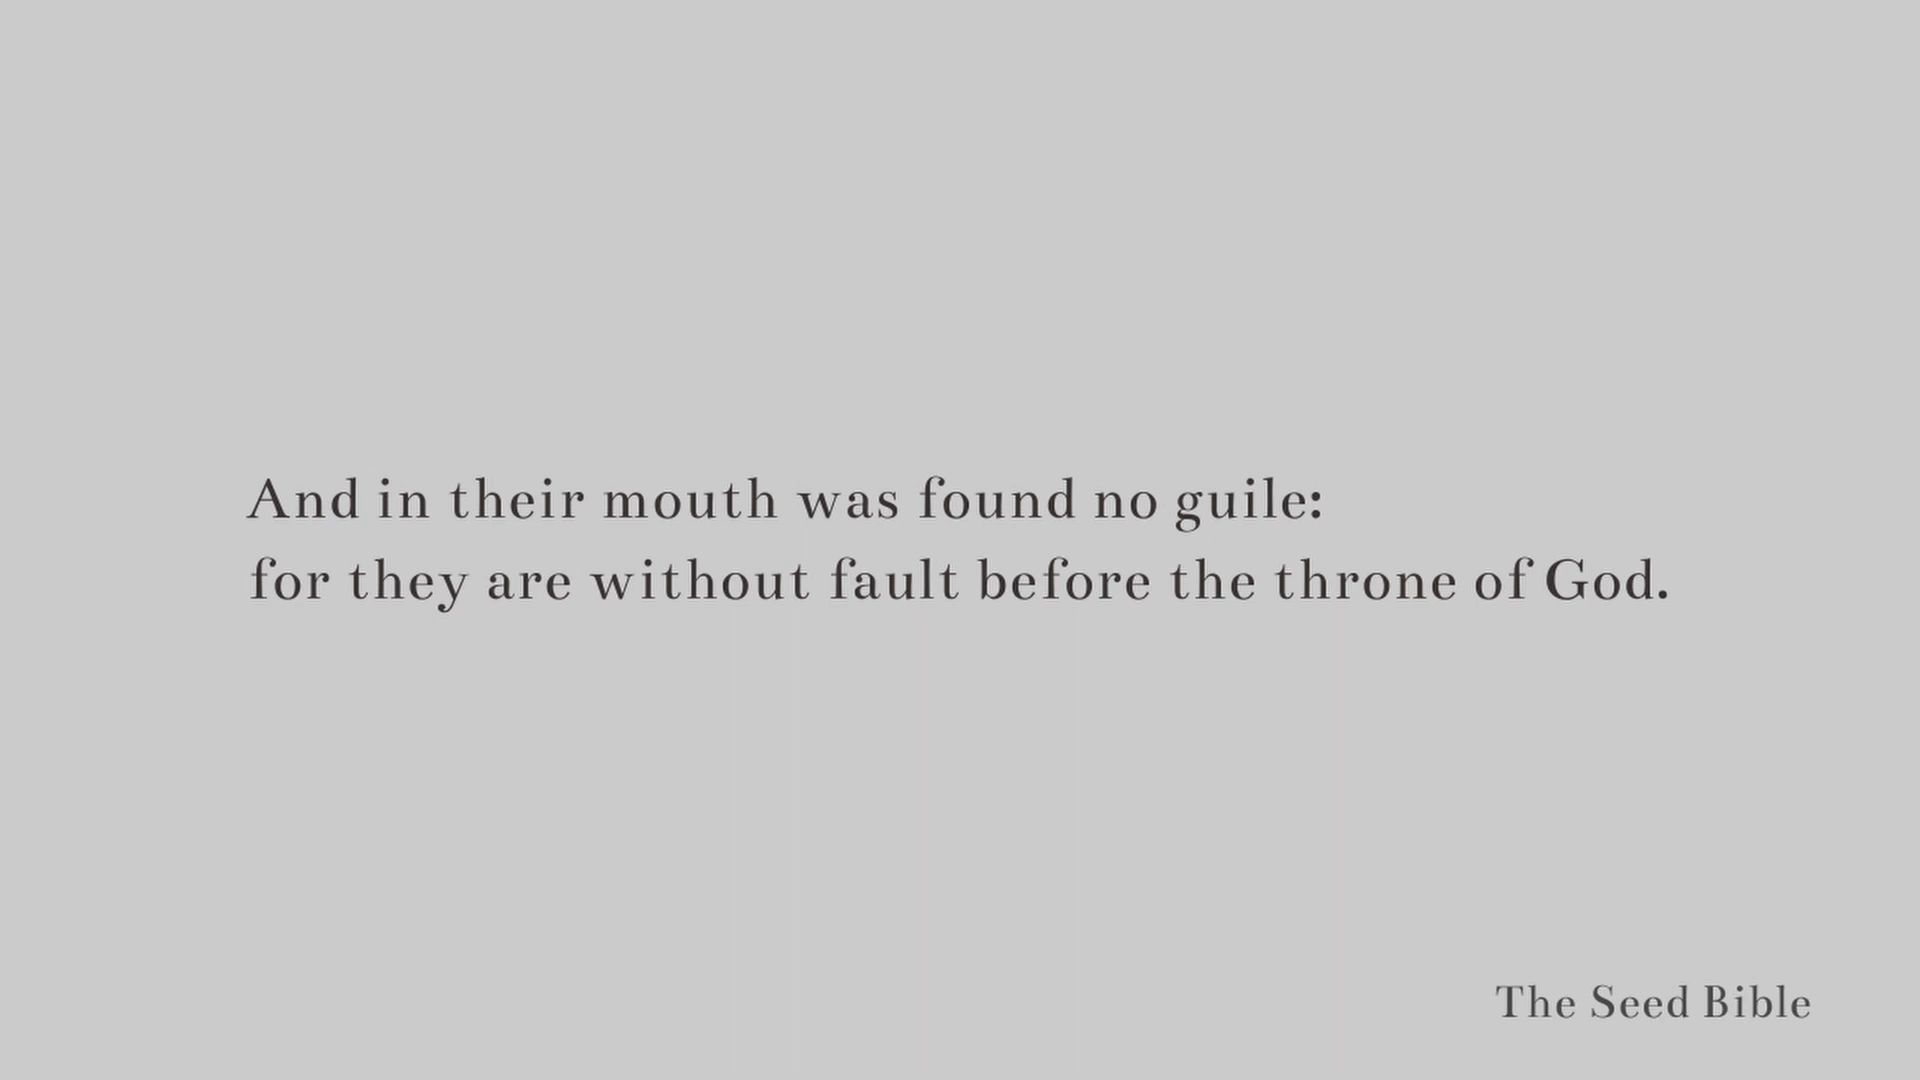 And in their mouth was found no guile:
for they are without fault before the throne of God.
The Seed Bible